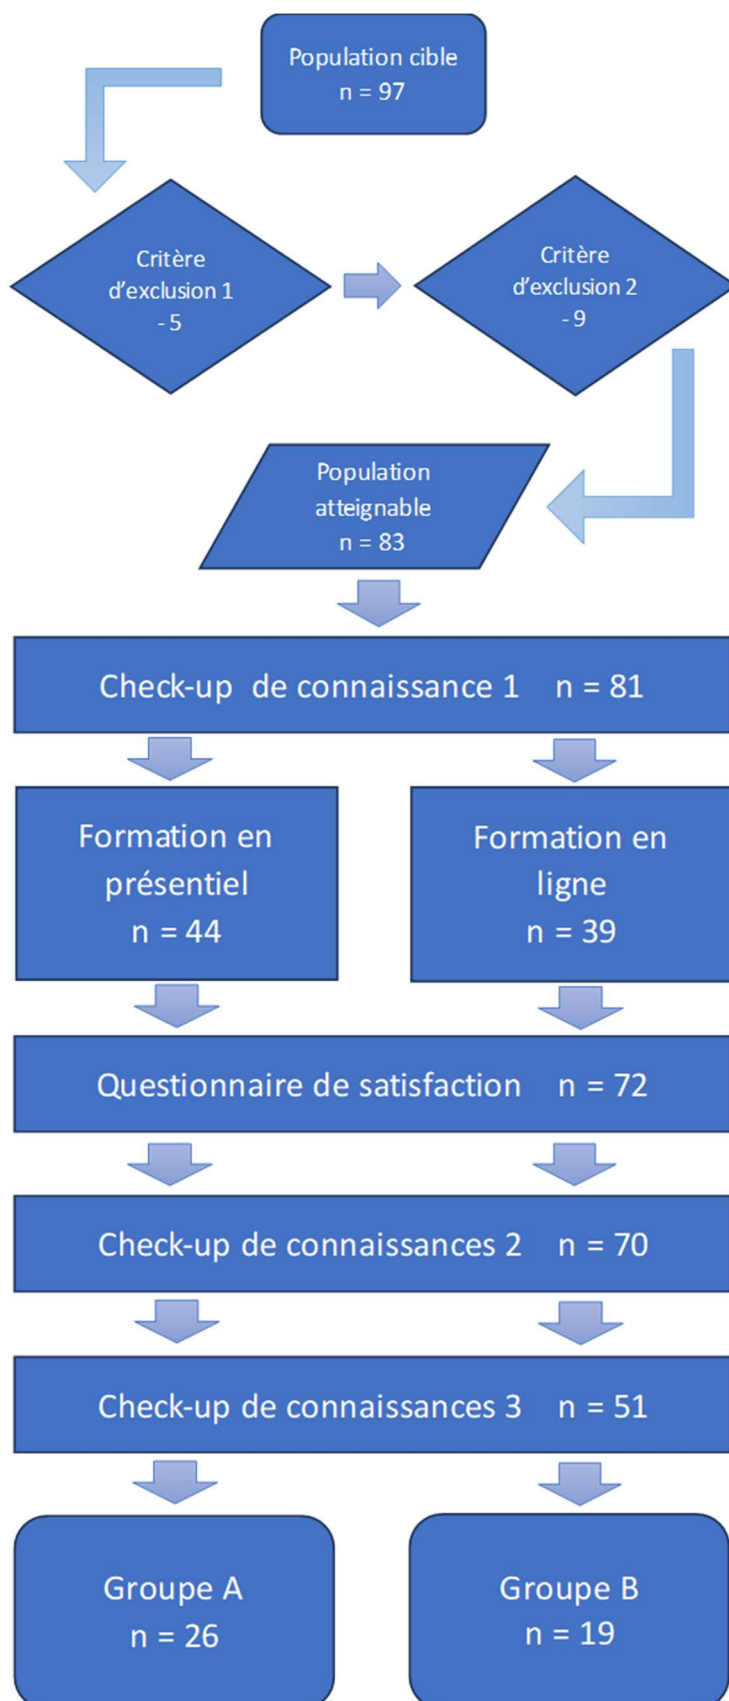 Population cible
n = 97
Critère
d'exclusion 1
- 5
Critère
d'exclusion 2
- 9
Population
atteignable
n = 83
Check-up de connaissance 1 n = 81
Formation en
présentiel
n = 44
Formation en
ligne
n = 39
Questionnaire de satisfaction n = 72
Check-up de connaissances 2 n = 70
Check-up de connaissances 3 n = 51
Groupe A
n = 26
Groupe B
n = 19